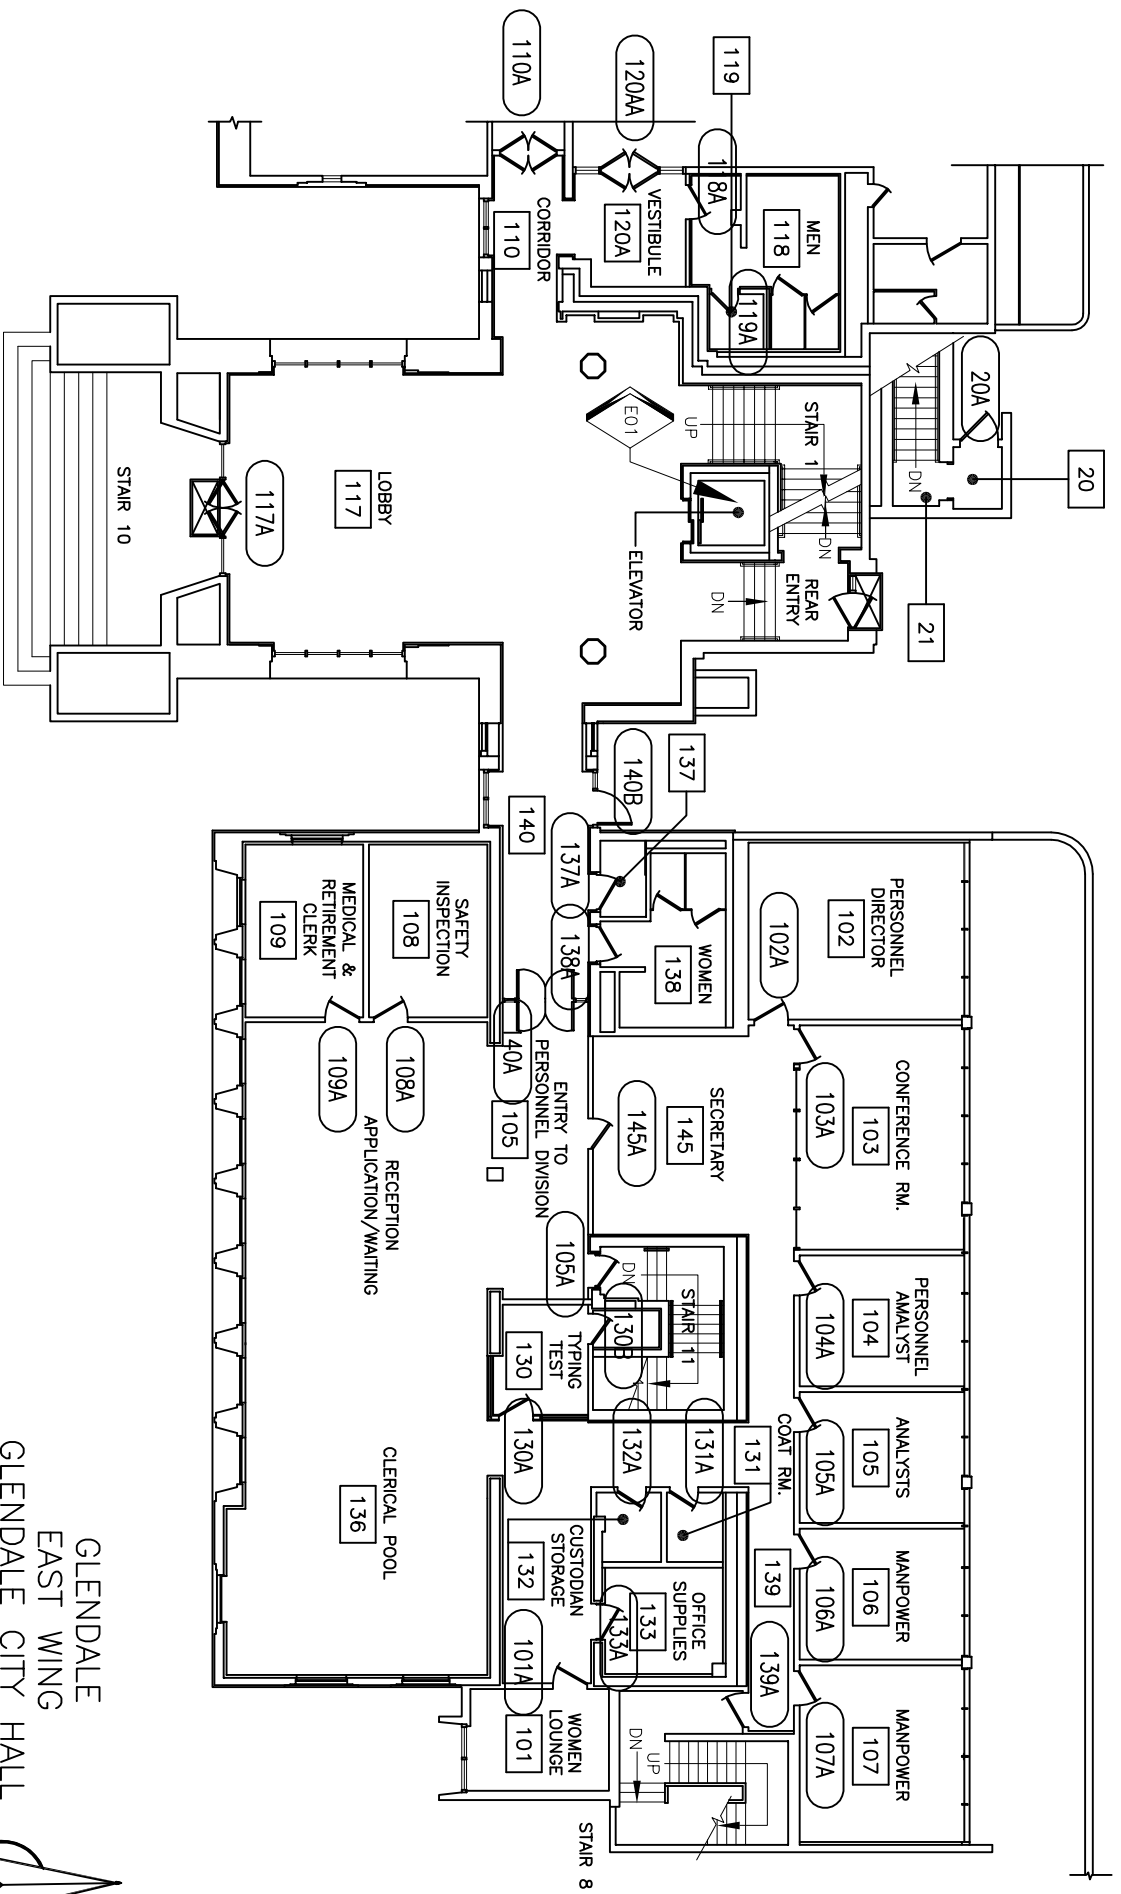 110A
120AA
119
118A
119A
MEN
118
VESTIBULE
120A
CORRIDOR
110
20A
20
21
DN
STAIR 1
UP
DN
E01
ELEVATOR
REAR
ENTRY
DN
LOBBY
117
117A
STAIR 10
140B
137
140
137A
138A
WOMEN
138
PERSONNEL
DIRECTOR
102
102A
CONFERENCE RM.
103
103A
SECRETARY
145
145A
SAFETY
INSPECTION
108
MEDICAL &
RETIREMENT
CLERK
109
108A
109A
40A
ENTRY TO
PERSONNEL DIVISION
105
RECEPTION
APPLICATION/WAITING
105A
DN
STAIR 11
130B
TYPING
TEST
130
130A
PERSONNEL
AMALYST
104
104A
ANALYSTS
105
105A
MANPOWER
106
106A
MANPOWER
107
107A
COAT RM.
131
131A
132A
139
139A
OFFICE
SUPPLIES
133
133A
CUSTODIAN
STORAGE
132
CLERICAL POOL
136
101A
WOMEN
LOUNGE
101
UP
DN
STAIR 8
GLENDALE
EAST WING
GLENDALE CITY HALL